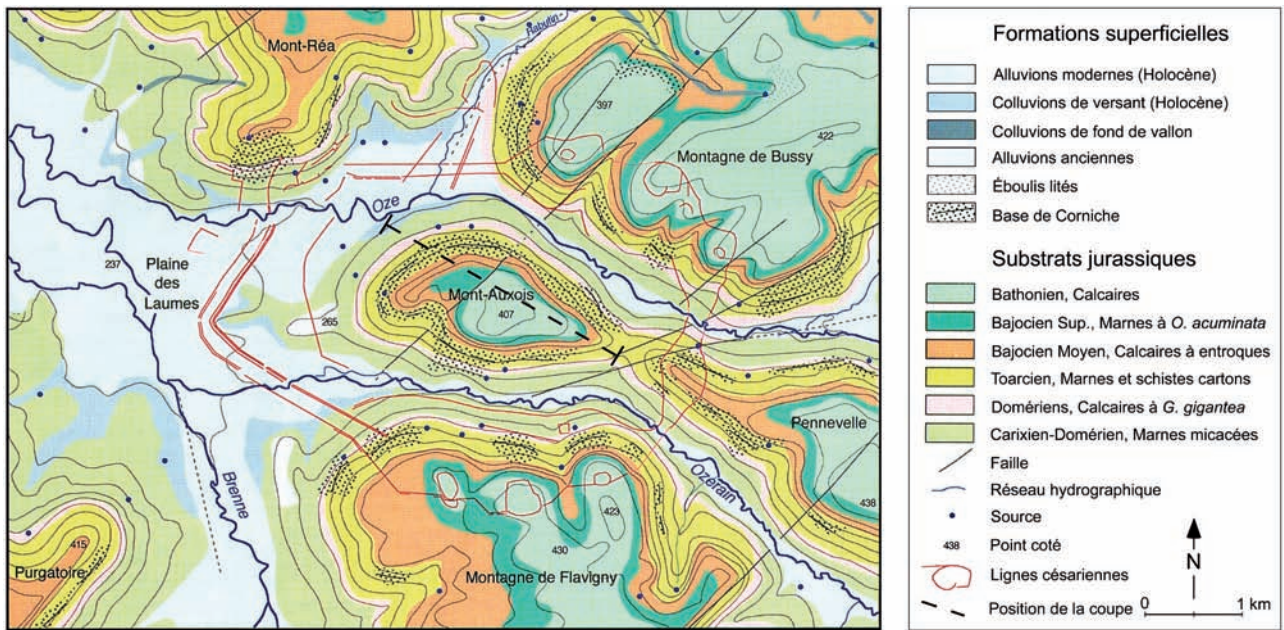 Mont-Réa
Rabutin
397
422
Montagne de Bussy
Oze
237
Plaine
des
Laumes
Mont-Auxois
407
265
Pennevelle
438
Brenne
Ozerain
423
430
415
Purgatoire
Montagne de Flavigny
Formations superficielles
Alluvions modernes (Holocène)
Colluvions de versant (Holocène)
Colluvions de fond de vallon
Alluvions anciennes
Éboulis lités
Base de Corniche
Substrats jurassiques
Bathonien, Calcaires
Bajocien Sup., Marnes à O. acuminata
Bajocien Moyen, Calcaires à entroques
Toarcien, Marnes et schistes cartons
Domériens, Calcaires à G. gigantea
Carixien-Domérien, Marnes micacées
Faille
Réseau hydrographique
Source
438 Point coté
Lignes césariennes
Position de la coupe
N
0 1 km